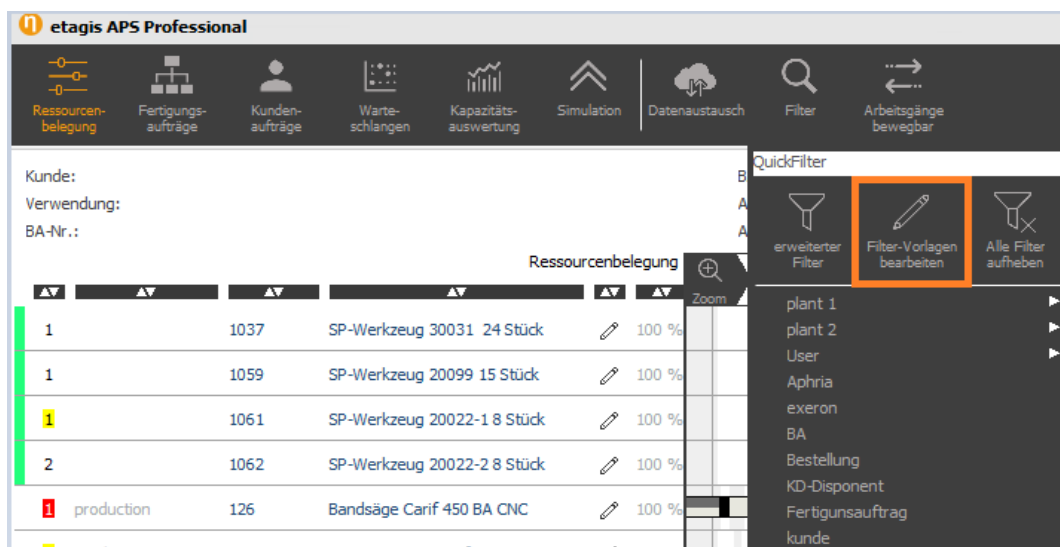 etagis APS Professional
Ressourcen-
belegung
Fertigungs-
aufträge
Kunden-
aufträge
Warte-
schlangen
Kapazitäts-
auswertung
Simulation
Datenaustausch
Filter
Arbeitsgänge
bewegbar
Kunde:
Verwendung:
BA-Nr.:
B
A
A
Ressourcenbelegung
Zoom
1 1037 SP-Werkzeug 30031 24 Stück 100 %
1 1059 SP-Werkzeug 20099 15 Stück 100 %
1 1061 SP-Werkzeug 20022-1 8 Stück 100 %
2 1062 SP-Werkzeug 20022-2 8 Stück 100 %
1 production 126 Bandsäge Carif 450 BA CNC 100 %
QuickFilter
erweiterter
Filter
Filter-Vorlagen
bearbeiten
Alle Filter
aufheben
plant 1
plant 2
User
Aphria
exeron
BA
Bestellung
KD-Disponent
Fertigungsauftrag
kunde